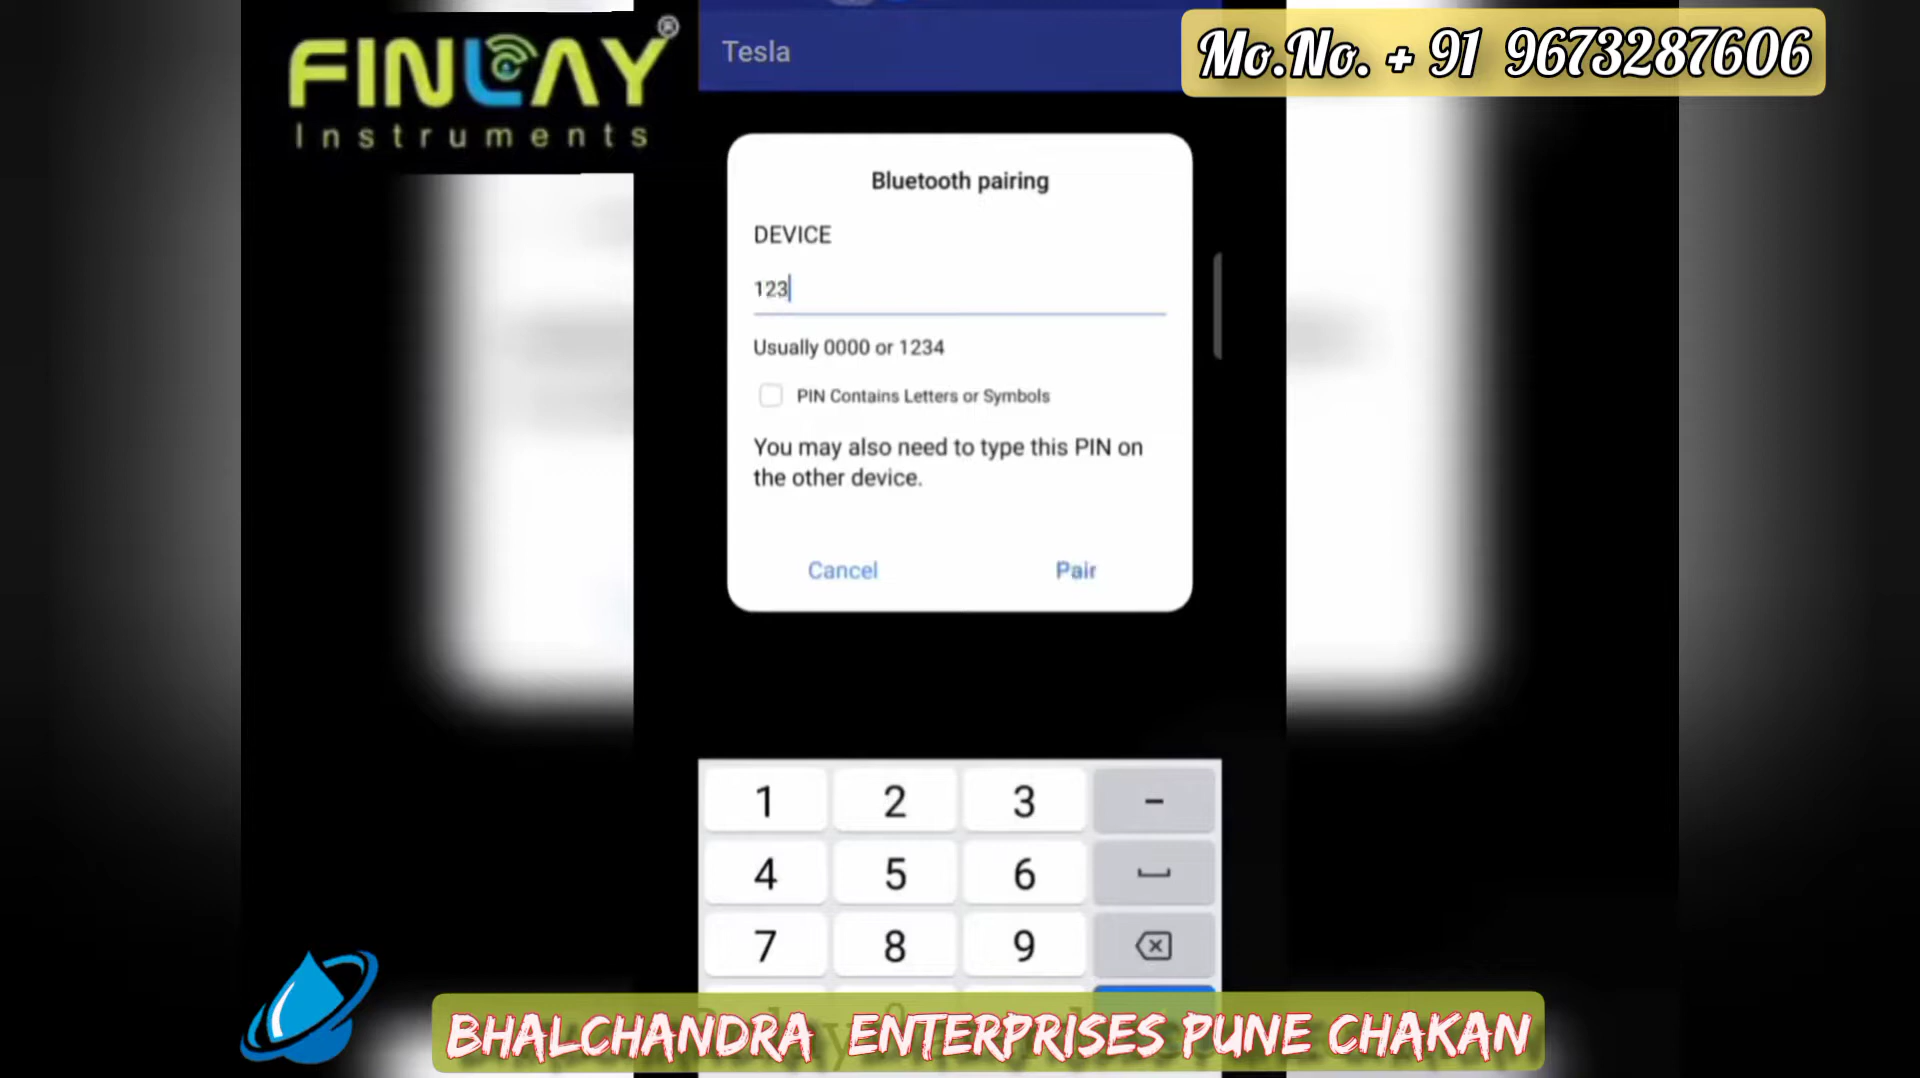 FINLAY®
Instruments
Tesla
Mo.No. + 91 9673287606
Bluetooth pairing
DEVICE
123
Usually 0000 or 1234
PIN Contains Letters or Symbols
You may also need to type this PIN on
the other device.
Cancel
Pair
1 2 3 -
4 5 6
7 8 9
BHALCHANDRA ENTERPRISES PUNE CHAKAN